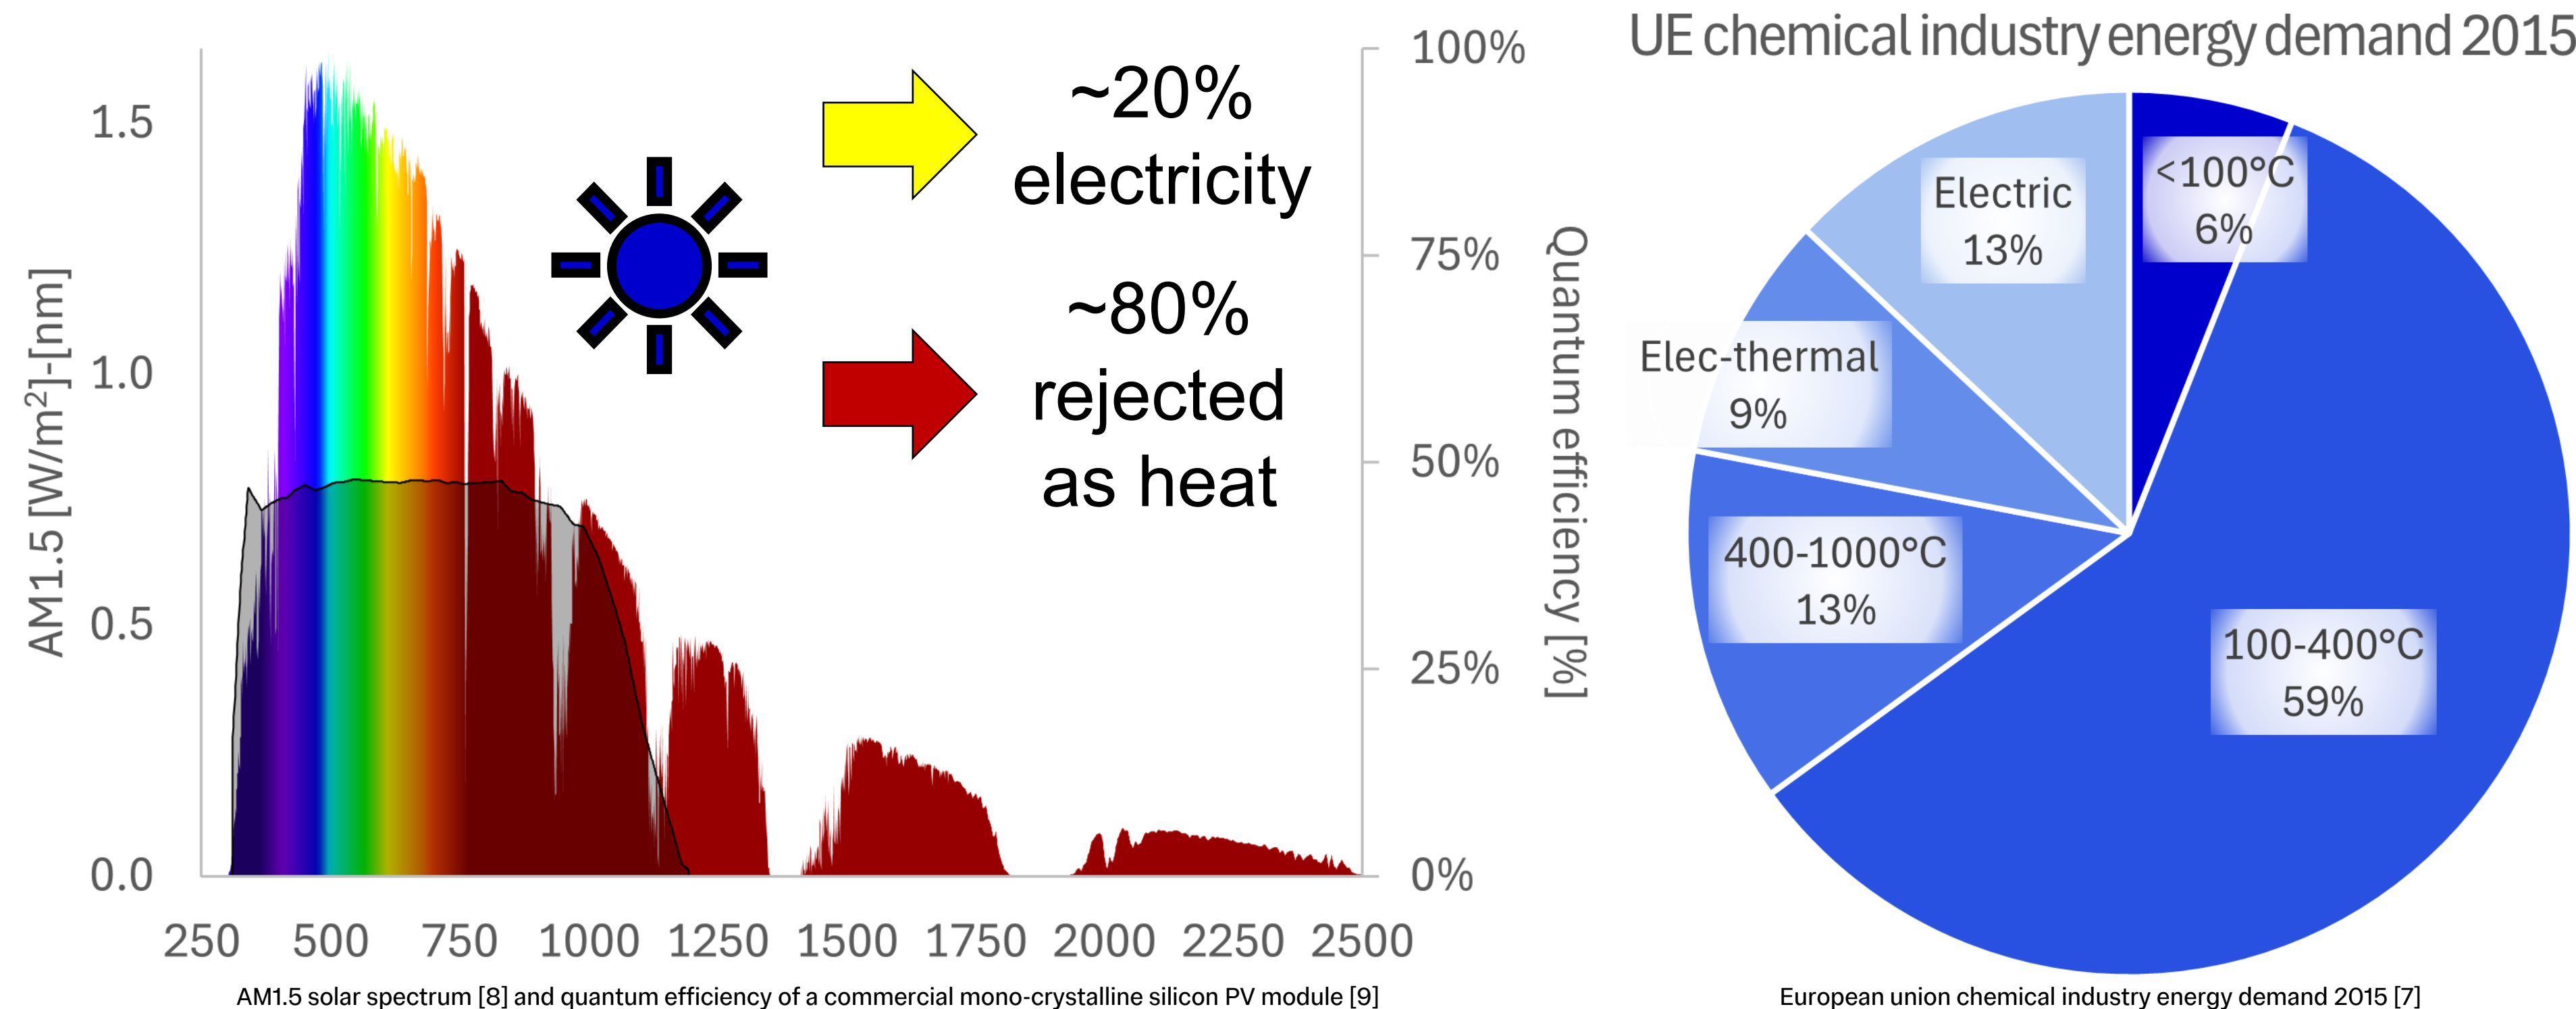 AM1.5 [W/m²]-[nm]
1.5
1.0
0.5
0.0
250 500 750 1000 1250 1500 1750 2000 2250 2500
~20%
electricity
~80%
rejected
as heat
100%
75%
50%
25%
0%
Quantum efficiency [%]
AM1.5 solar spectrum [8] and quantum efficiency of a commercial mono-crystalline silicon PV module [9]
UE chemical industry energy demand 2015
<100°C
6%
Electric
13%
Elec-thermal
9%
400-1000°C
13%
100-400°C
59%
European union chemical industry energy demand 2015 [7]